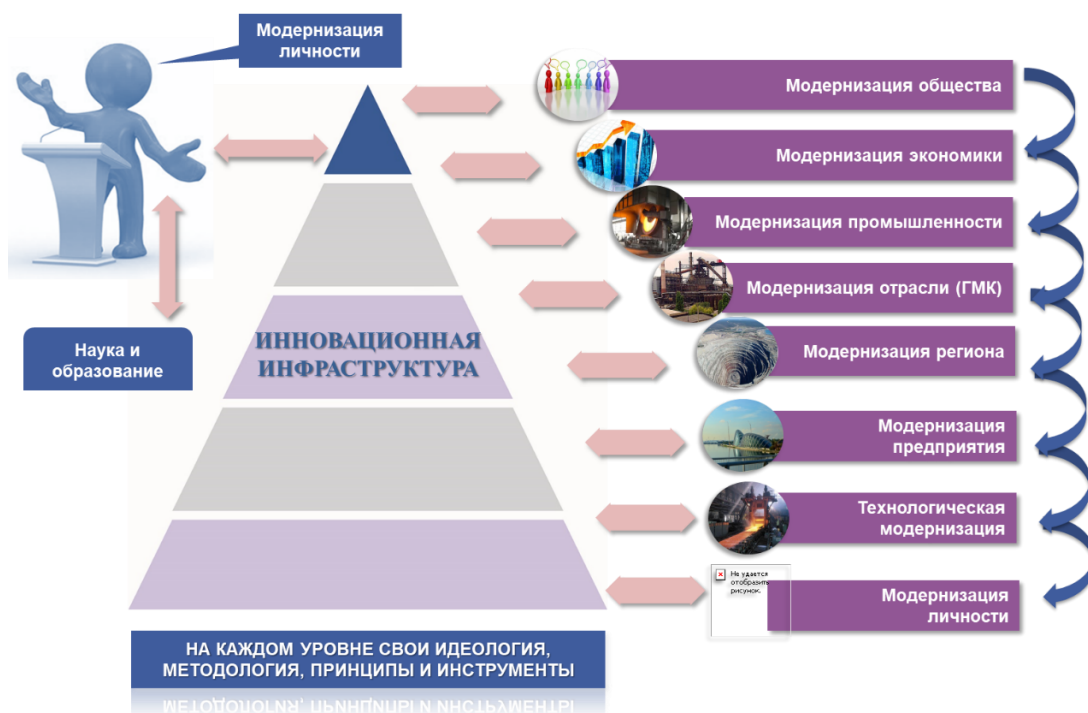 Модернизация
личности
Модернизация общества
Модернизация экономики
Модернизация промышленности
Модернизация отрасли (ГМК)
Модернизация региона
Модернизация
предприятия
Технологическая
модернизация
Не удается
отобразить
рисунок.
Модернизация
личности
Наука и
образование
ИННОВАЦИОННАЯ
ИНФРАСТРУКТУРА
НА КАЖДОМ УРОВНЕ СВОИ ИДЕОЛОГИЯ,
МЕТОДОЛОГИЯ, ПРИНЦИПЫ И ИНСТРУМЕНТЫ